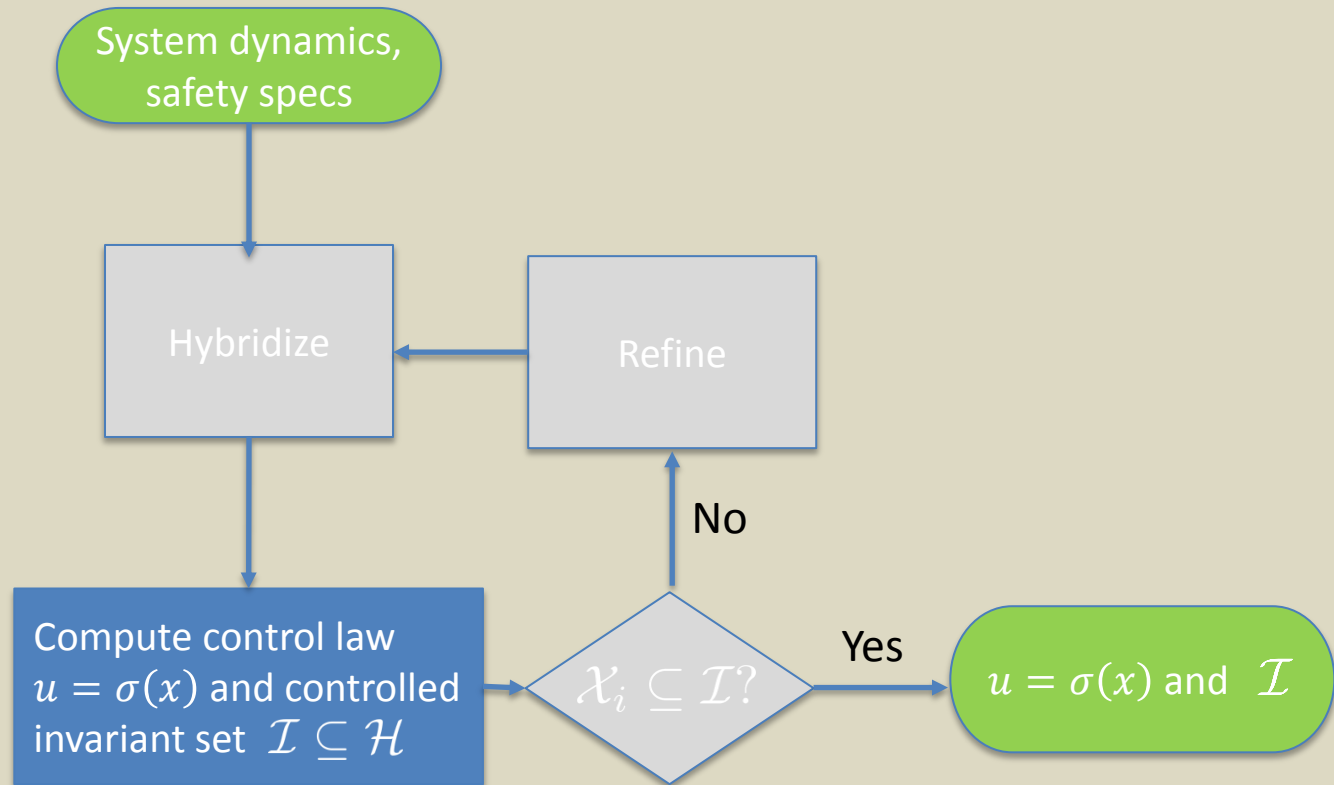 System dynamics,
safety specs
Hybridize
Refine
No
Compute control law
𝑢 = 𝜎(𝑥) and controlled
invariant set ℐ ⊆ ℋ
𝒳ᵢ ⊆ ℐ?
Yes
𝑢 = 𝜎(𝑥) and ℐ